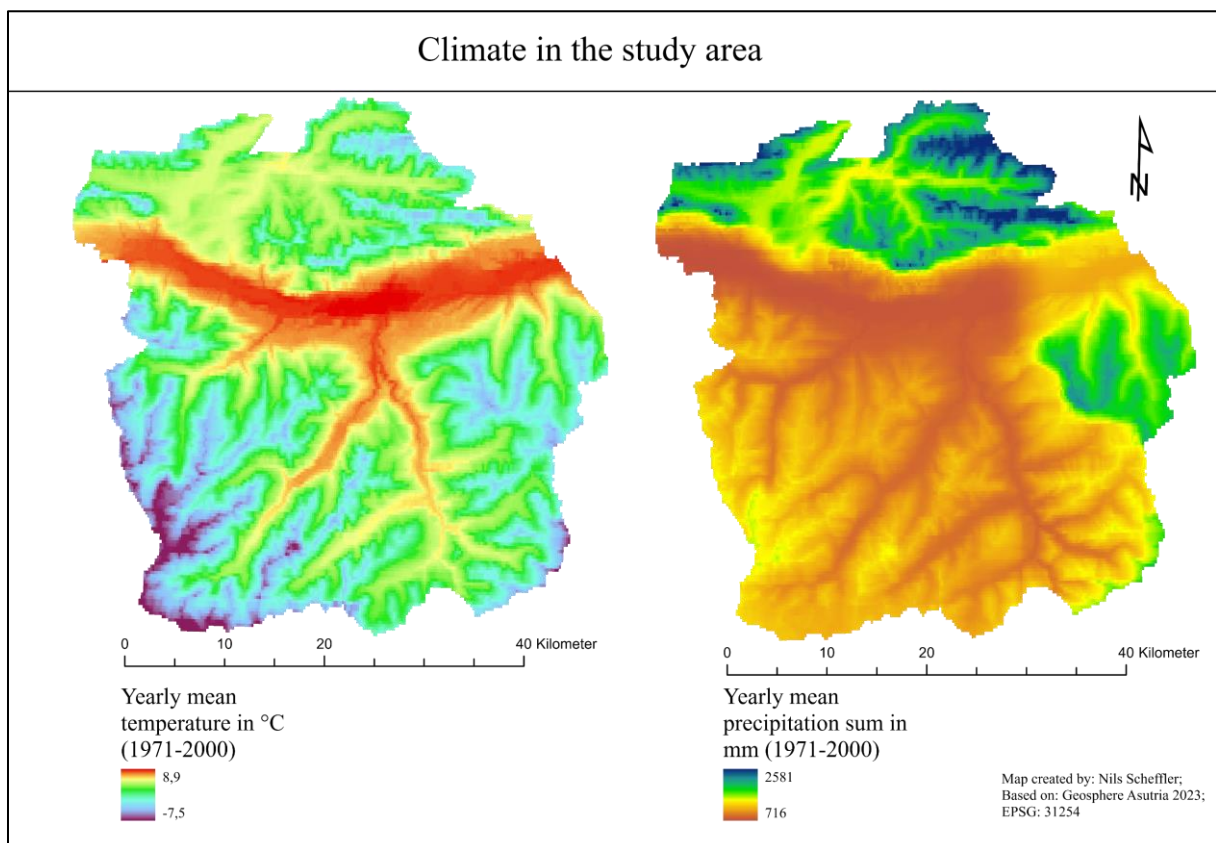 Climate in the study area
N
0 10 20 40 Kilometer
Yearly mean
temperature in °C
(1971-2000)
8,9
-7,5
0 10 20 40 Kilometer
Yearly mean
precipitation sum in
mm (1971-2000)
2581
716
Map created by: Nils Scheffler;
Based on: Geosphere Asutria 2023;
EPSG: 31254